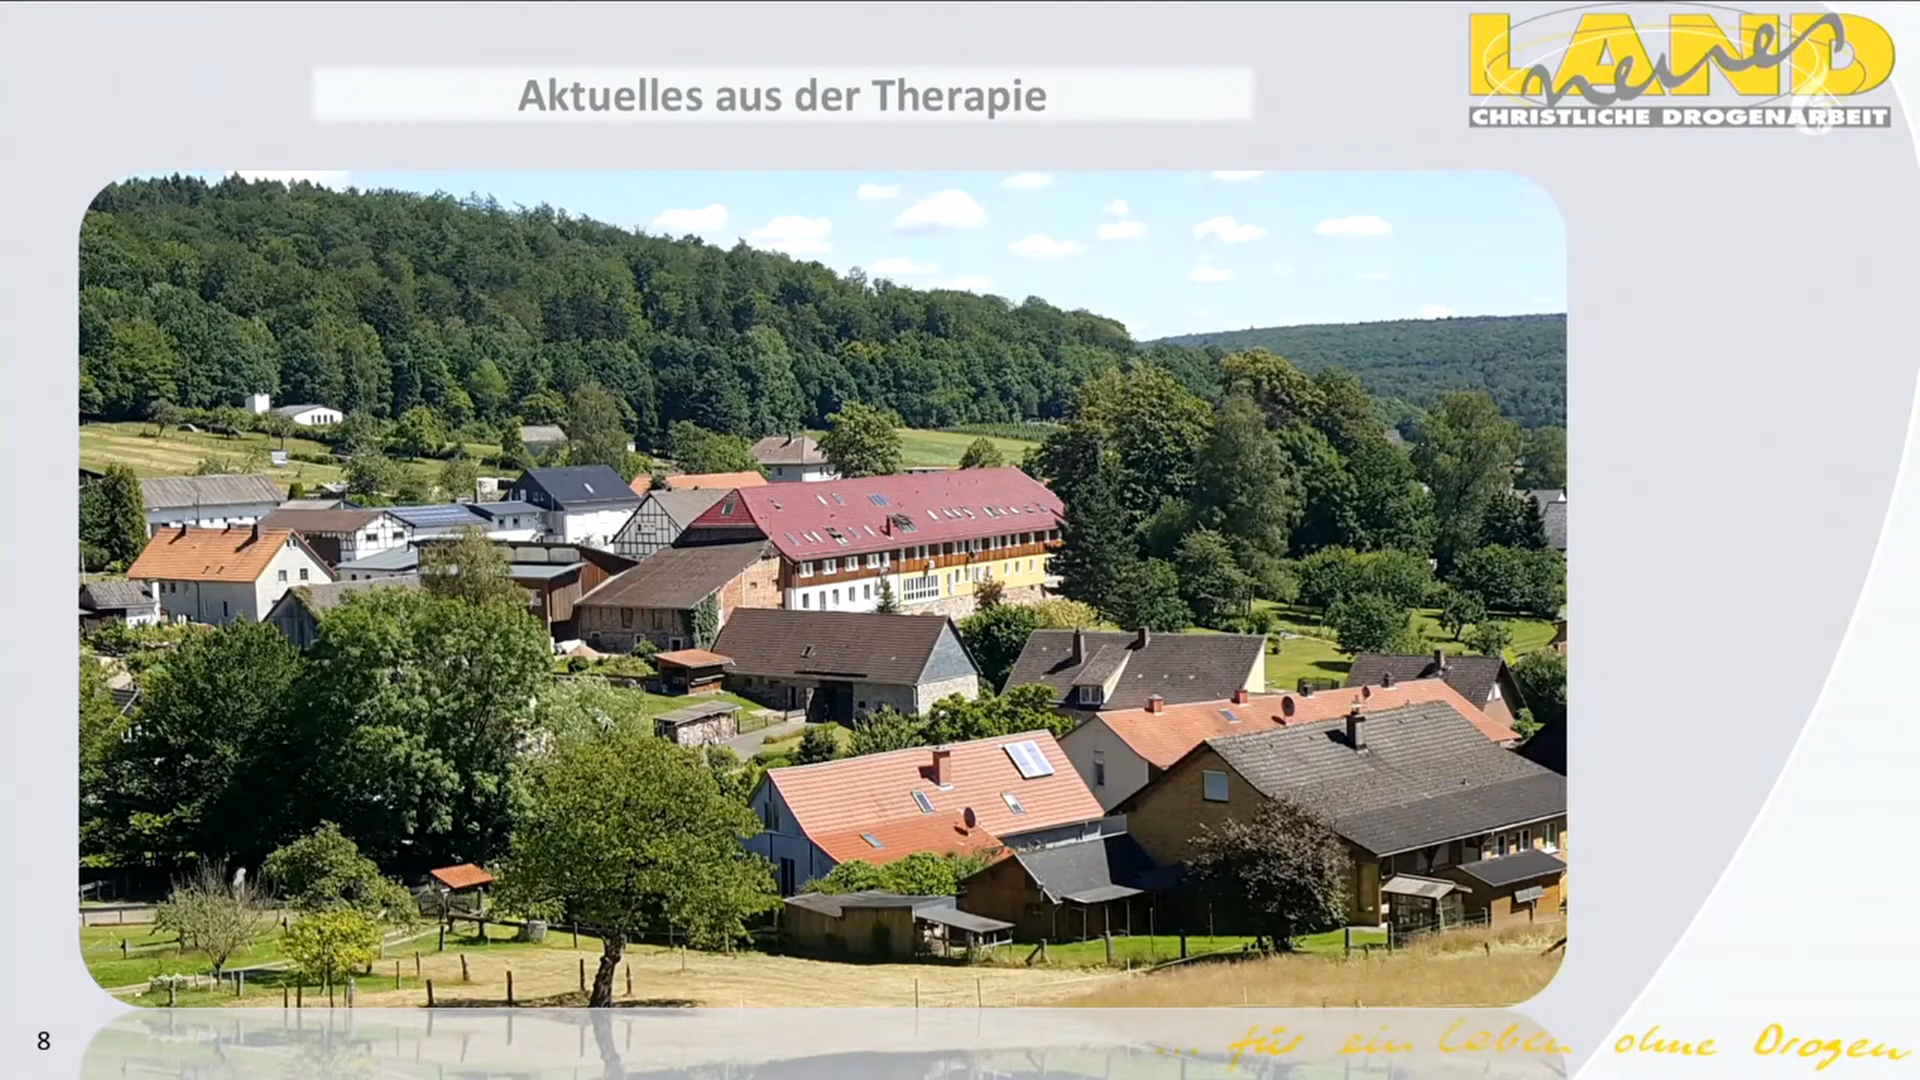 Aktuelles aus der Therapie
neues LAND
CHRISTLICHE DROGENARBEIT
8
... für ein Leben ohne Drogen